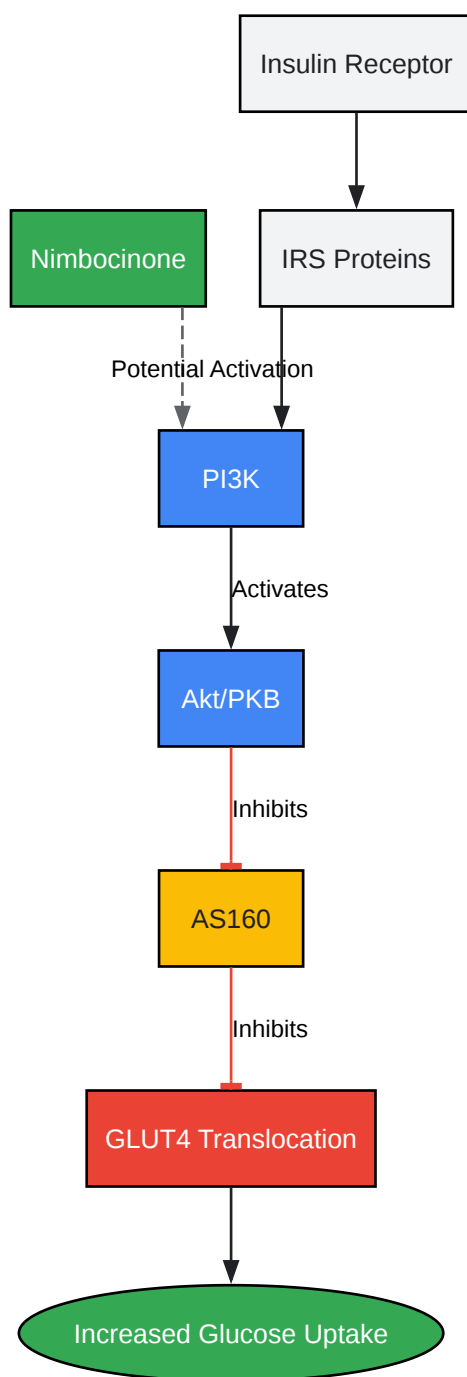 Insulin Receptor
Nimbocinone
IRS Proteins
Potential Activation
PI3K
Activates
Akt/PKB
Inhibits
AS160
Inhibits
GLUT4 Translocation
Increased Glucose Uptake